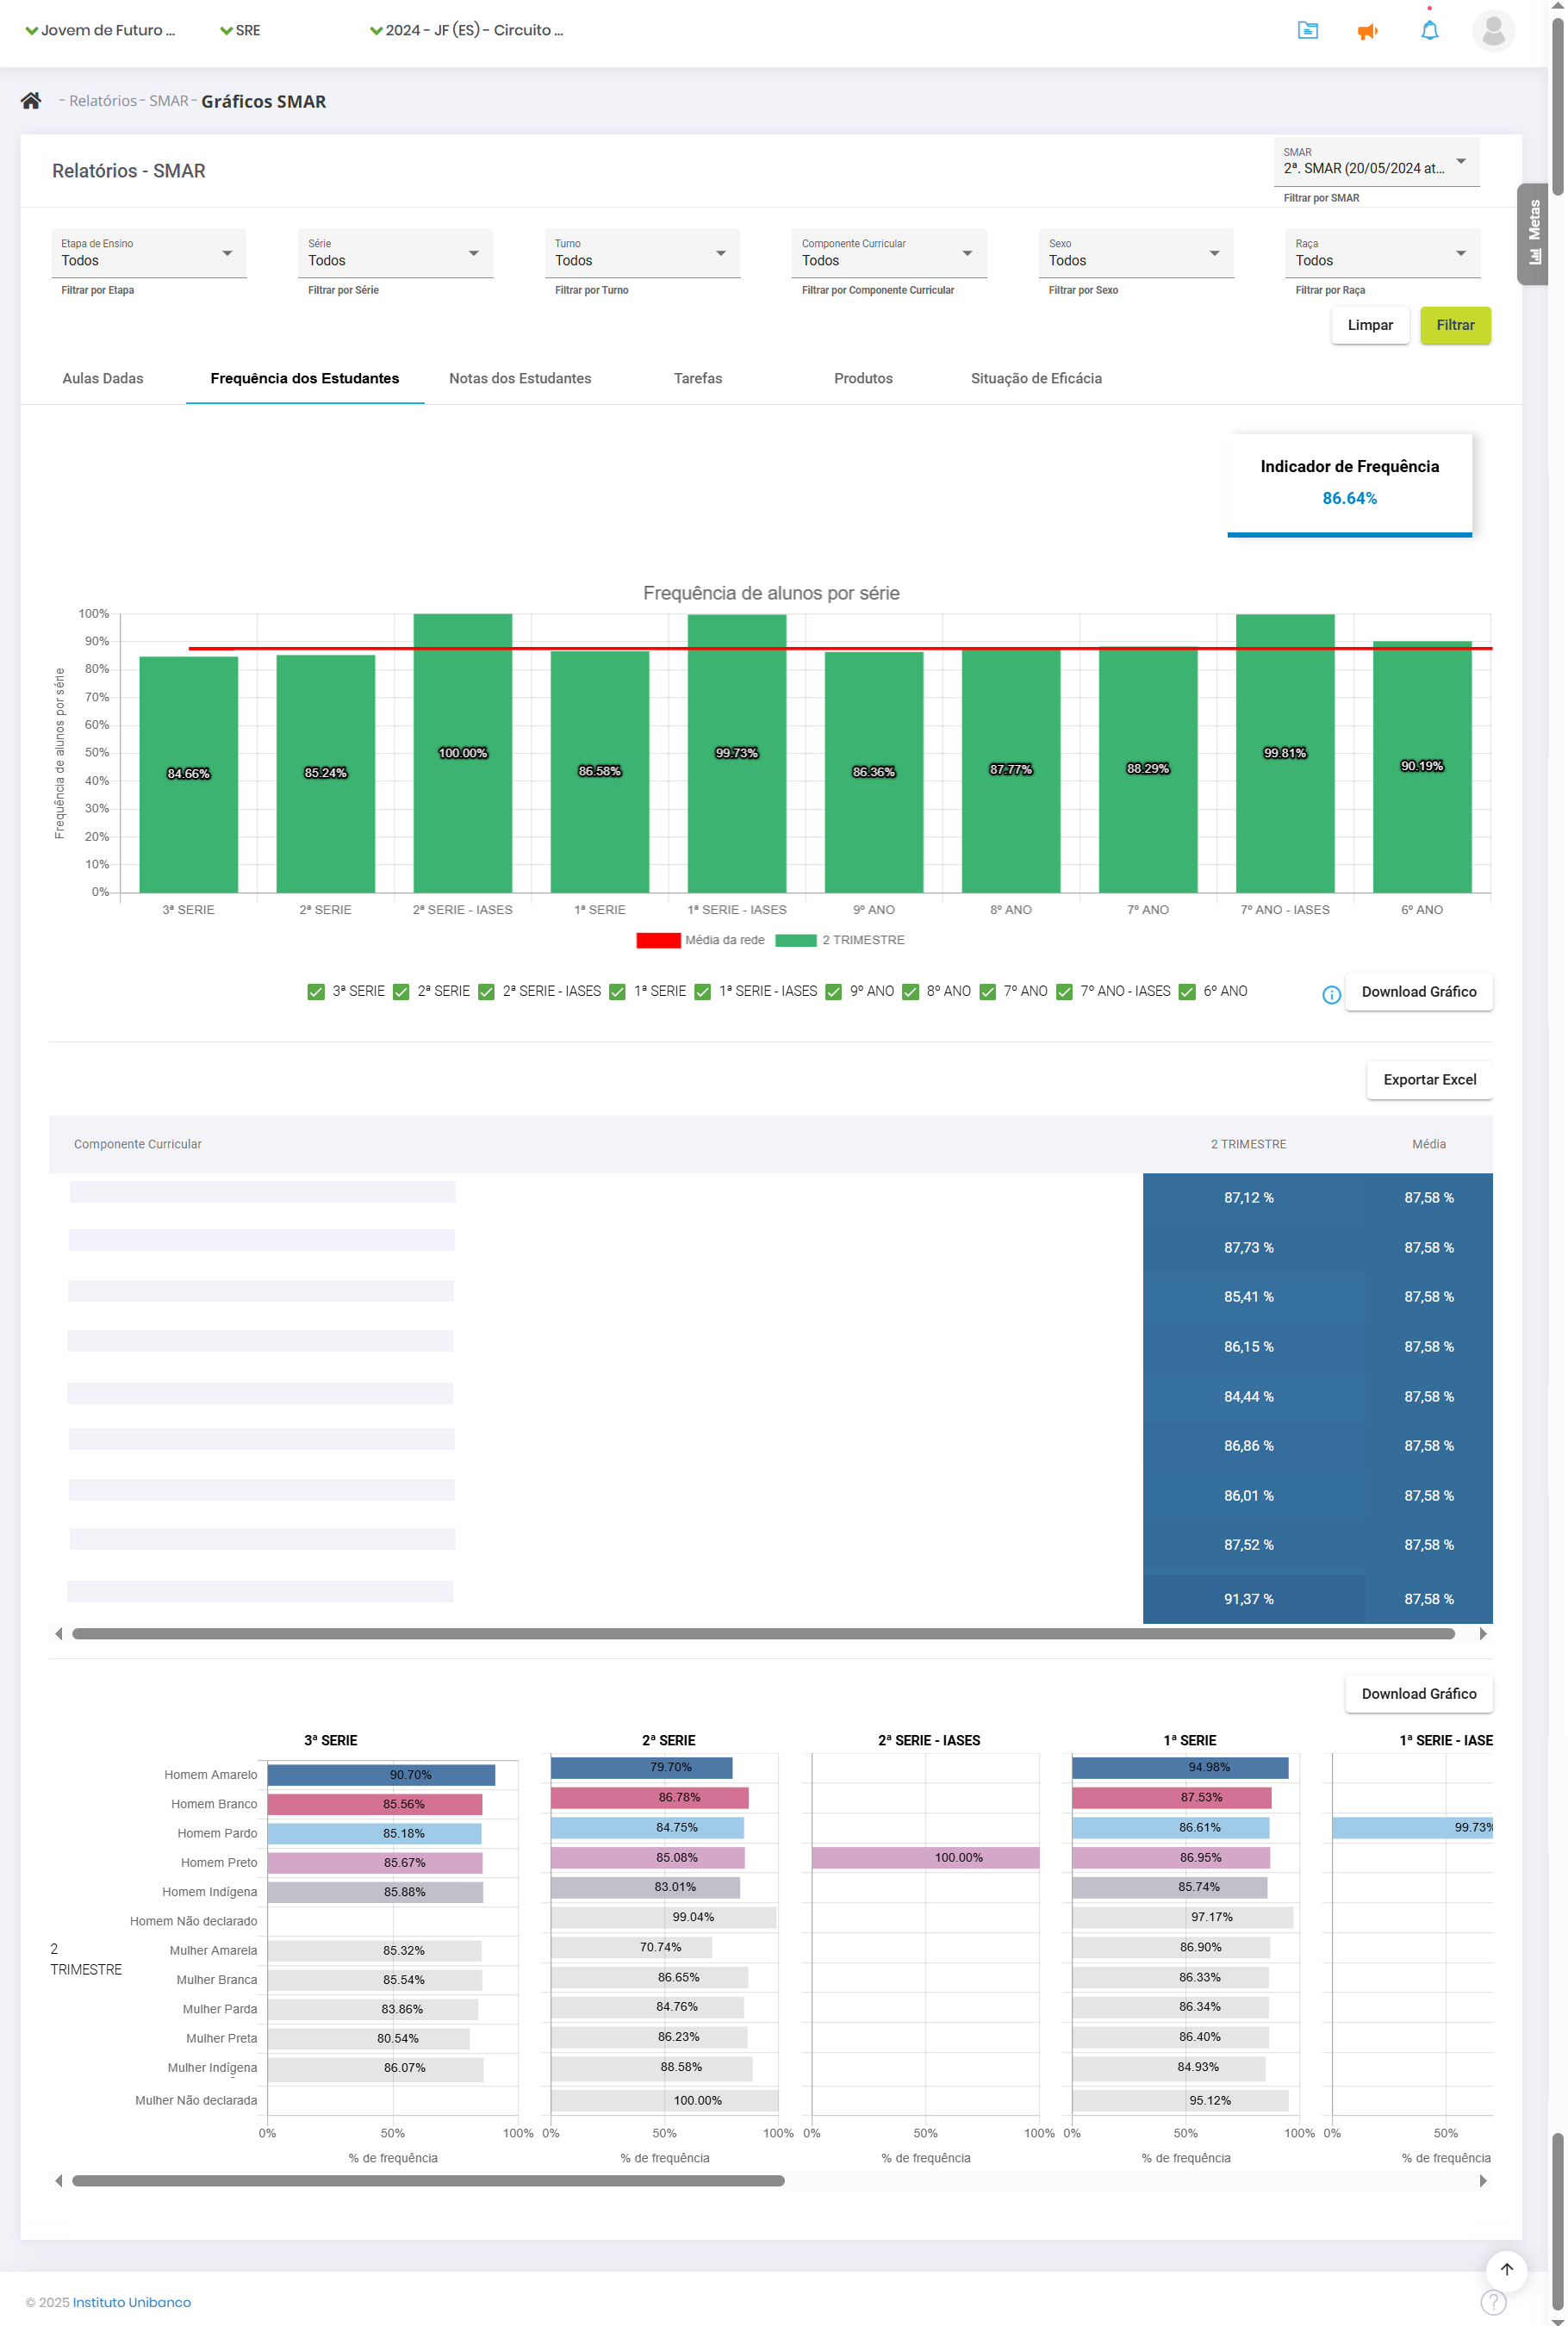 Jovem de Futuro ...
SRE
2024 - JF (ES) - Circuito ...
- Relatórios - SMAR - Gráficos SMAR
Relatórios - SMAR
SMAR
2ª. SMAR (20/05/2024 at...
Filtrar por SMAR
Metas
Etapa de Ensino
Todos
Filtrar por Etapa
Série
Todos
Filtrar por Série
Turno
Todos
Filtrar por Turno
Componente Curricular
Todos
Filtrar por Componente Curricular
Sexo
Todos
Filtrar por Sexo
Raça
Todos
Filtrar por Raça
Limpar
Filtrar
Aulas Dadas
Frequência dos Estudantes
Notas dos Estudantes
Tarefas
Produtos
Situação de Eficácia
Indicador de Frequência
86.64%
Frequência de alunos por série
Frequência de alunos por série
100%
90%
80%
70%
60%
50%
40%
30%
20%
10%
0%
84.66%
85.24%
100.00%
86.58%
99.73%
86.36%
87.77%
88.29%
99.81%
90.19%
3ª SERIE
2ª SERIE
2ª SERIE - IASES
1ª SERIE
1ª SERIE - IASES
9º ANO
8º ANO
7º ANO
7º ANO - IASES
6º ANO
Média da rede
2 TRIMESTRE
3ª SERIE
2ª SERIE
2ª SERIE - IASES
1ª SERIE
1ª SERIE - IASES
9º ANO
8º ANO
7º ANO
7º ANO - IASES
6º ANO
Download Gráfico
Exportar Excel
Componente Curricular 2 TRIMESTRE Média
87,12 % 87,58 %
87,73 % 87,58 %
85,41 % 87,58 %
86,15 % 87,58 %
84,44 % 87,58 %
86,86 % 87,58 %
86,01 % 87,58 %
87,52 % 87,58 %
91,37 % 87,58 %
Download Gráfico
3ª SERIE 2ª SERIE 2ª SERIE - IASES 1ª SERIE 1ª SERIE - IASE
Homem Amarelo 90.70% 79.70% 94.98%
Homem Branco 85.56% 86.78% 87.53%
Homem Pardo 85.18% 84.75% 86.61% 99.73%
Homem Preto 85.67% 85.08% 100.00% 86.95%
Homem Indígena 85.88% 83.01% 85.74%
Homem Não declarado 99.04% 97.17%
2
TRIMESTRE
Mulher Amarela 85.32% 70.74% 86.90%
Mulher Branca 85.54% 86.65% 86.33%
Mulher Parda 83.86% 84.76% 86.34%
Mulher Preta 80.54% 86.23% 86.40%
Mulher Indígena 86.07% 88.58% 84.93%
Mulher Não declarada 100.00% 95.12%
0% 50% 100% 0% 50% 100% 0% 50% 100% 0% 50% 100% 0% 50%
% de frequência % de frequência % de frequência % de frequência % de frequência
© 2025 Instituto Unibanco
?